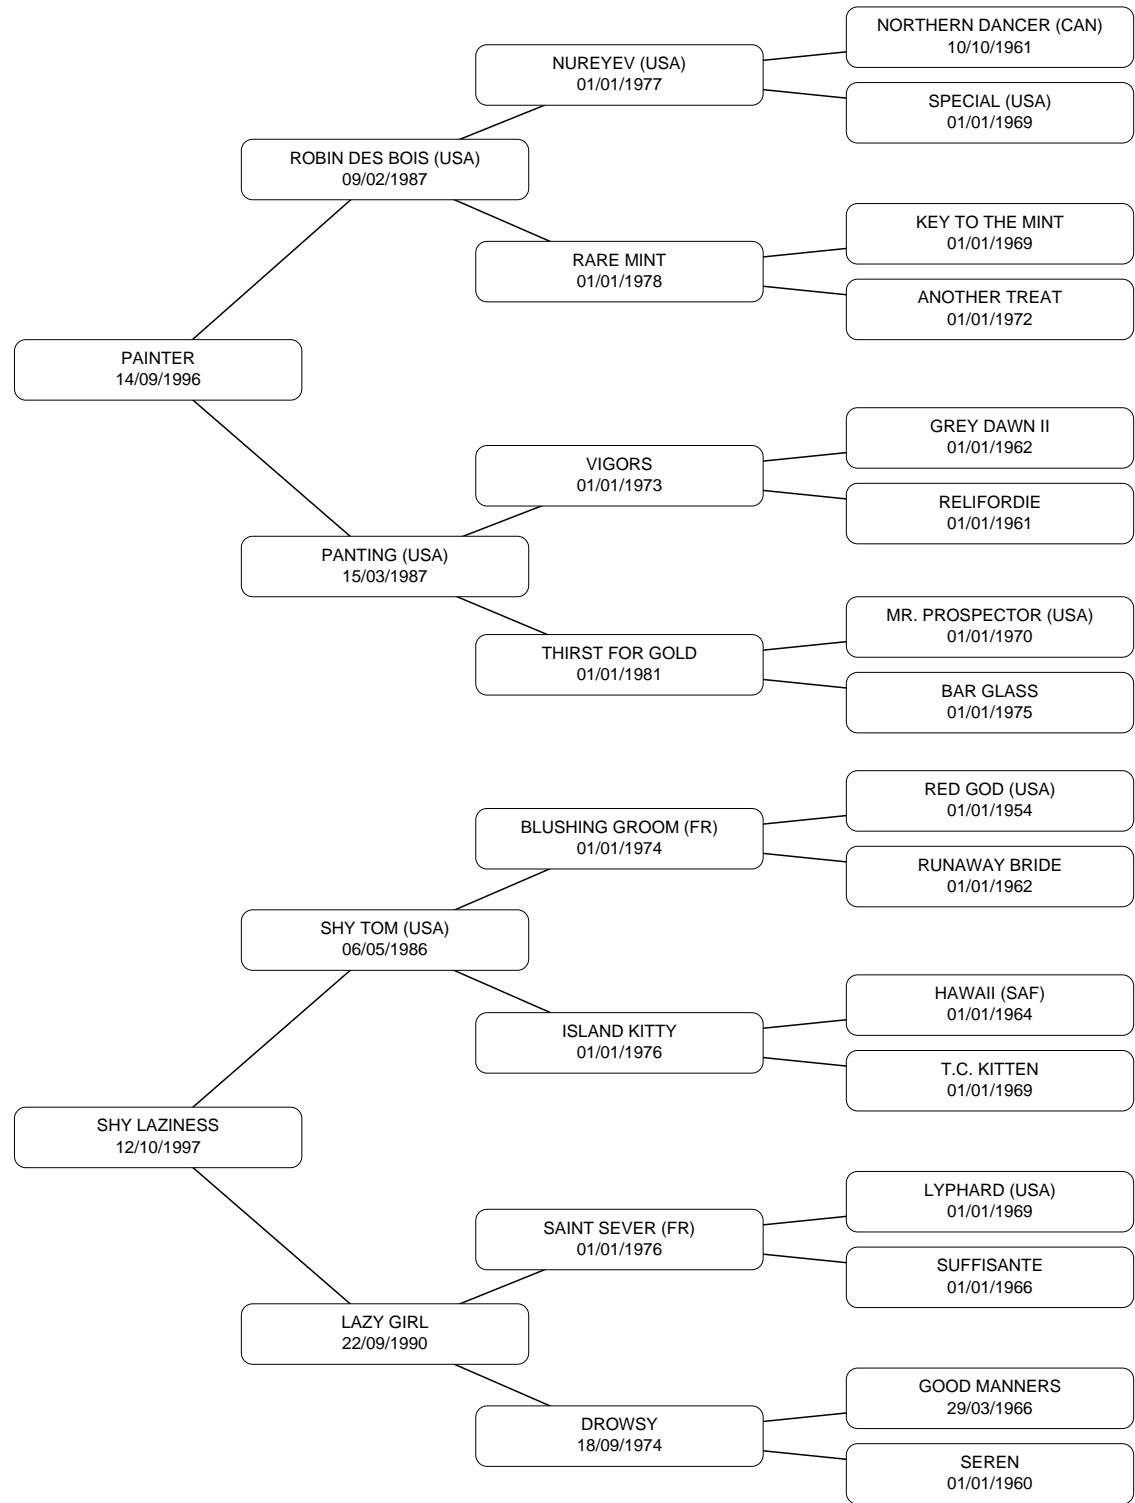 NORTHERN DANCER (CAN)
10/10/1961
NUREYEV (USA)
01/01/1977
SPECIAL (USA)
01/01/1969
ROBIN DES BOIS (USA)
09/02/1987
KEY TO THE MINT
01/01/1969
RARE MINT
01/01/1978
ANOTHER TREAT
01/01/1972
PAINTER
14/09/1996
GREY DAWN II
01/01/1962
VIGORS
01/01/1973
RELIFORDIE
01/01/1961
PANTING (USA)
15/03/1987
MR. PROSPECTOR (USA)
01/01/1970
THIRST FOR GOLD
01/01/1981
BAR GLASS
01/01/1975
RED GOD (USA)
01/01/1954
BLUSHING GROOM (FR)
01/01/1974
RUNAWAY BRIDE
01/01/1962
SHY TOM (USA)
06/05/1986
HAWAII (SAF)
01/01/1964
ISLAND KITTY
01/01/1976
T.C. KITTEN
01/01/1969
SHY LAZINESS
12/10/1997
LYPHARD (USA)
01/01/1969
SAINT SEVER (FR)
01/01/1976
SUFFISANTE
01/01/1966
LAZY GIRL
22/09/1990
GOOD MANNERS
29/03/1966
DROWSY
18/09/1974
SEREN
01/01/1960